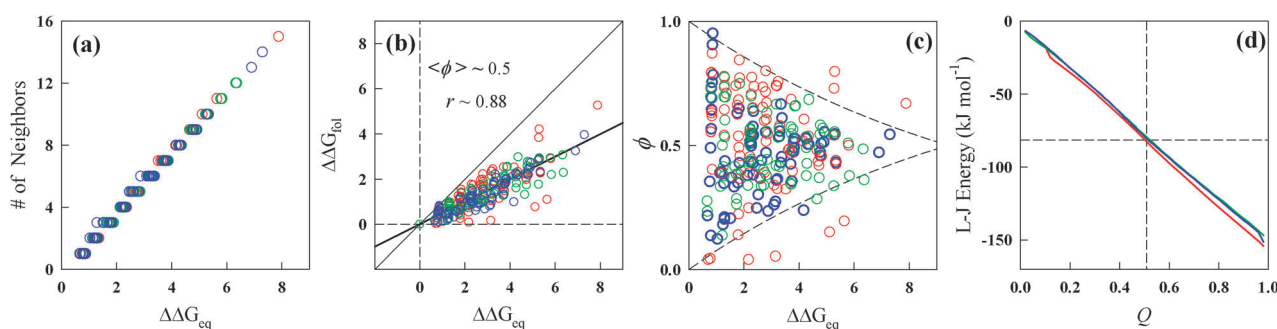 (a)
# of Neighbors
16
12
8
4
0
0 2 4 6 8
ΔΔG_eq
(b)
<ϕ> ~ 0.5
r ~ 0.88
ΔΔG_fol
9
6
3
0
0 2 4 6 8
ΔΔG_eq
(c)
ϕ
1.0
0.5
0.0
0 2 4 6 8
ΔΔG_eq
(d)
L-J Energy (kJ mol⁻¹)
0
-50
-100
-150
0.0 0.2 0.4 0.6 0.8 1.0
Q